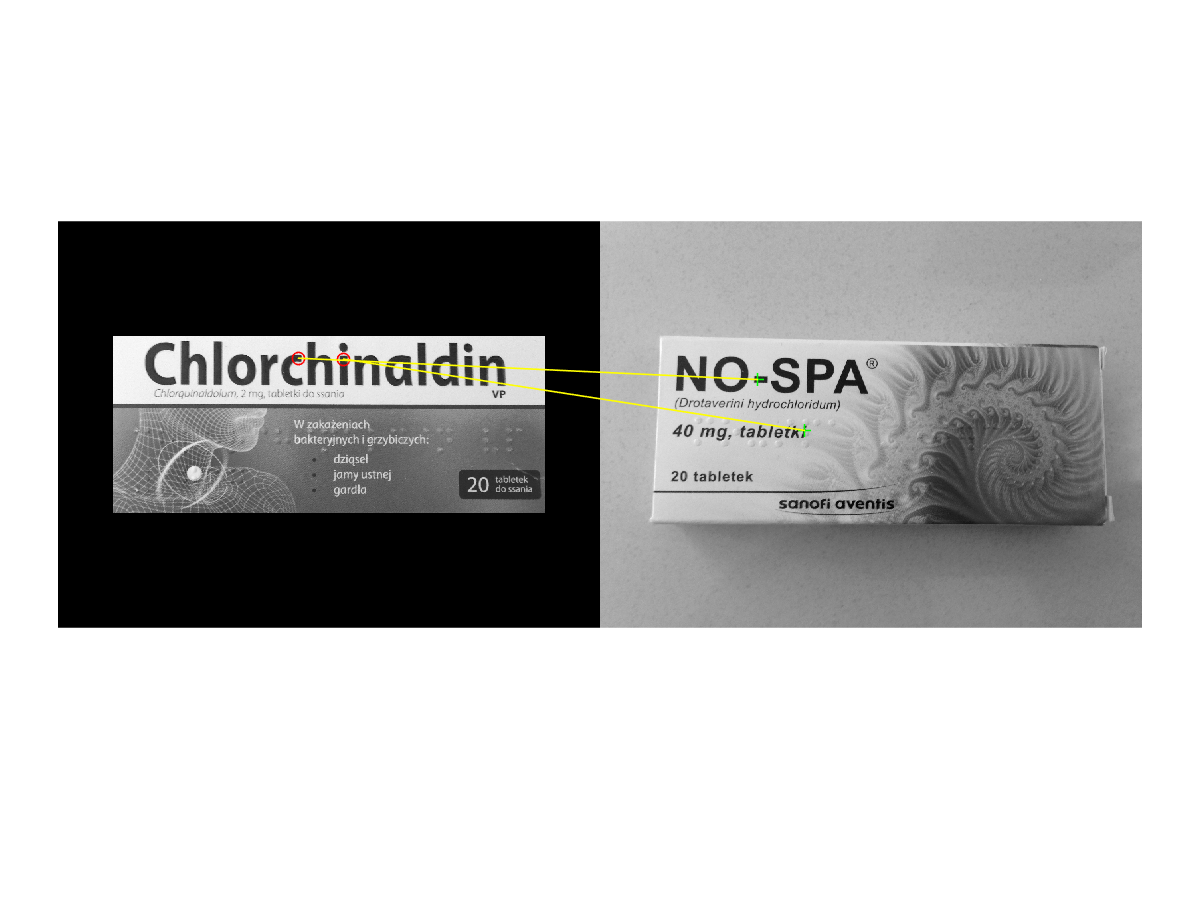 Chlorchinaldin
VP
Chlorquinaldolum, 2 mg, tabletki do ssania
W zakażeniach
bakteryjnych i grzybiczych:
• dziąseł
• jamy ustnej
• gardła
20 tabletek
do ssania
NO-SPA®
(Drotaverini hydrochloridum)
40 mg, tabletki
20 tabletek
sanofi aventis